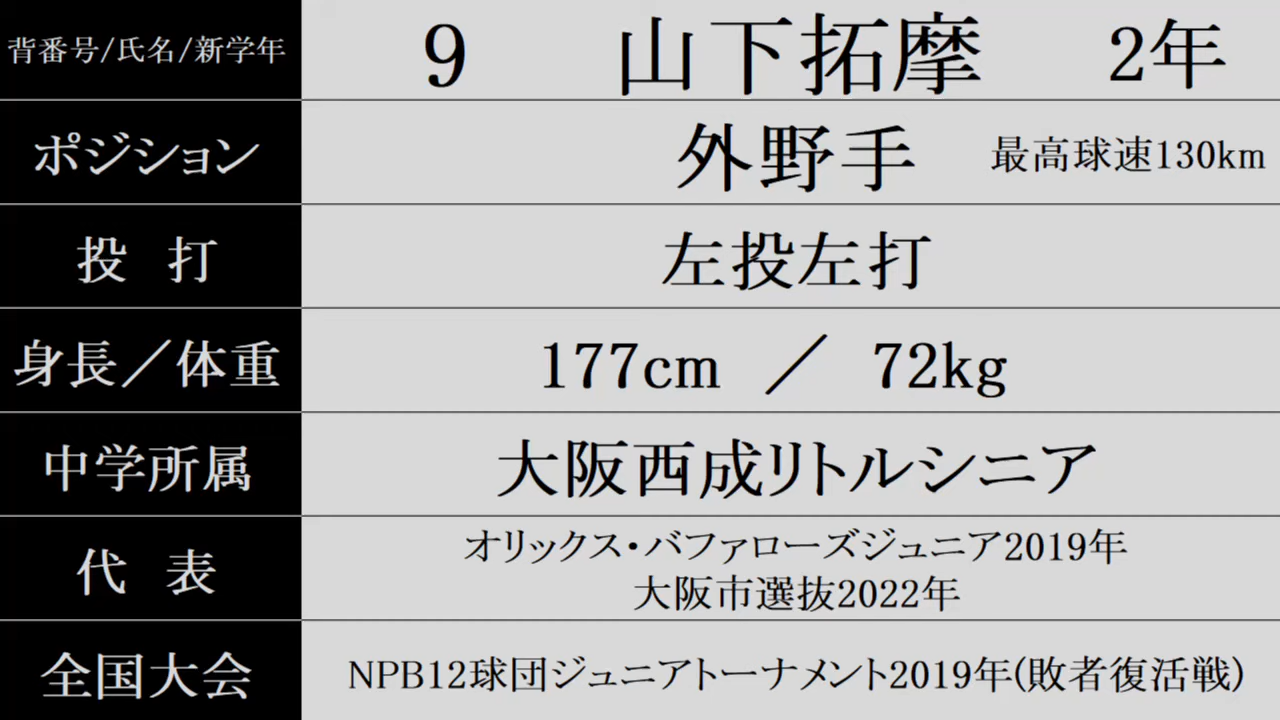 背番号/氏名/新学年 9 山下拓摩 2年
ポジション 外野手 最高球速130km
投 打 左投左打
身長／体重 177cm ／ 72kg
中学所属 大阪西成リトルシニア
代 表 オリックス・バファローズジュニア2019年
大阪市選抜2022年
全国大会 NPB12球団ジュニアトーナメント2019年(敗者復活戦)